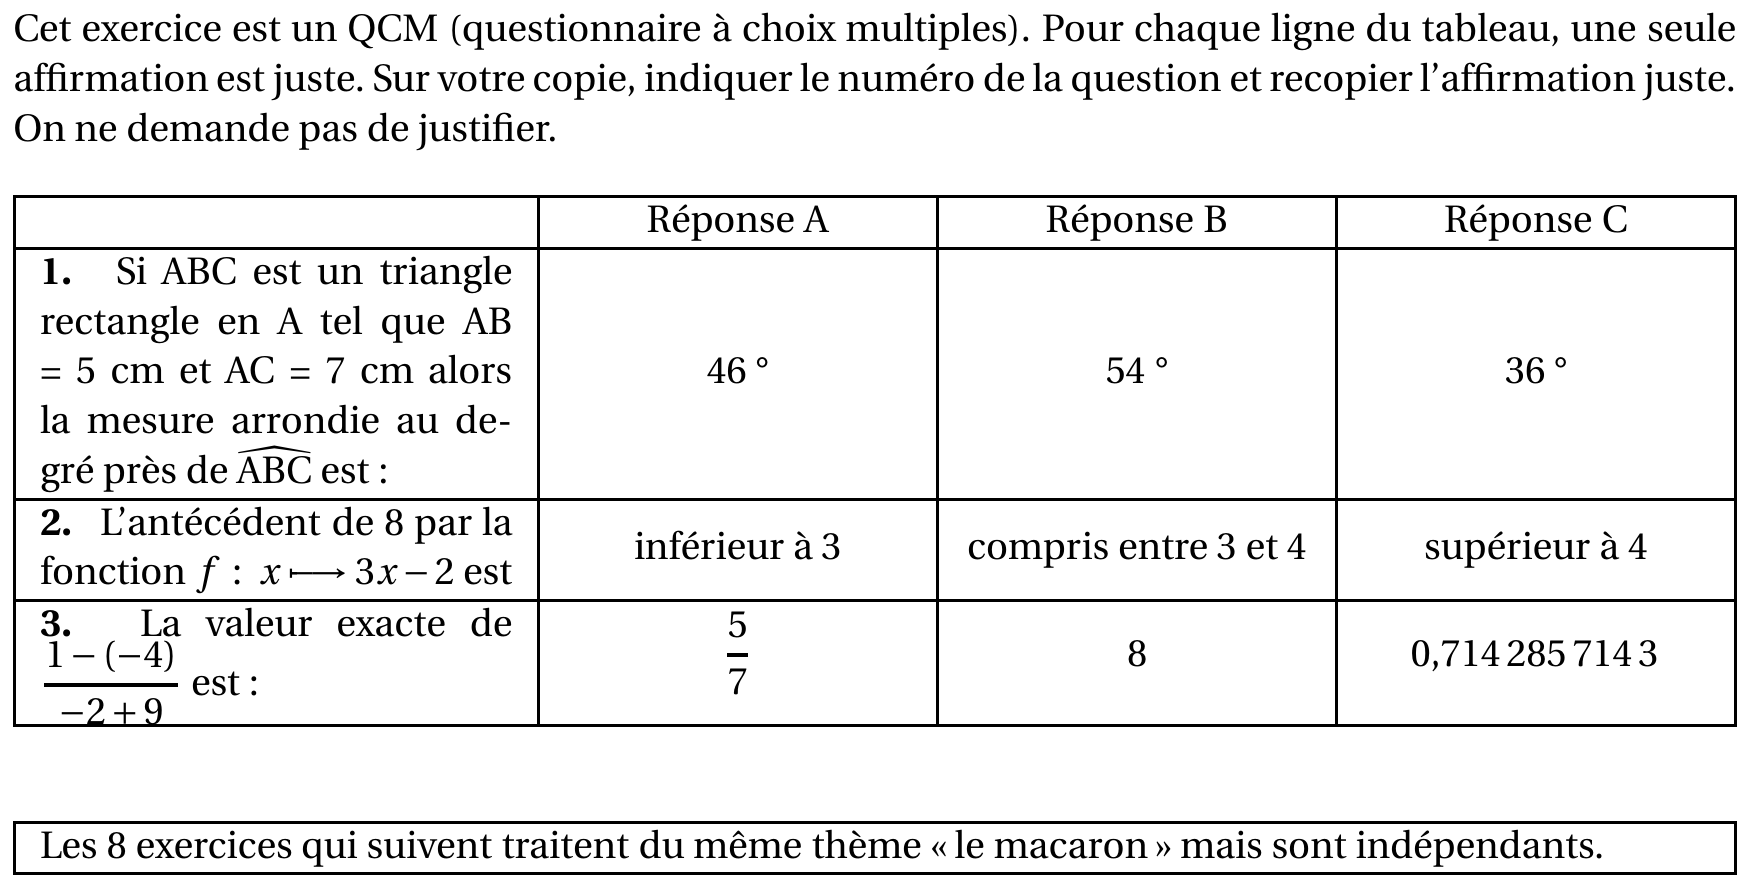 Cet exercice est un QCM (questionnaire à choix multiples). Pour chaque ligne du tableau, une seule
affirmation est juste. Sur votre copie, indiquer le numéro de la question et recopier l'affirmation juste.
On ne demande pas de justifier.
Réponse A Réponse B Réponse C
1. Si ABC est un triangle
rectangle en A tel que AB
= 5 cm et AC = 7 cm alors
la mesure arrondie au de-
gré près de \widehat{ABC} est :
46 ° 54 ° 36 °
2. L'antécédent de 8 par la
fonction f : x ⟼ 3x − 2 est
inférieur à 3 compris entre 3 et 4 supérieur à 4
3. La valeur exacte de
\frac{1-(-4)}{-2+9} est :
\frac{5}{7} 8 0,714 285 714 3
Les 8 exercices qui suivent traitent du même thème « le macaron » mais sont indépendants.